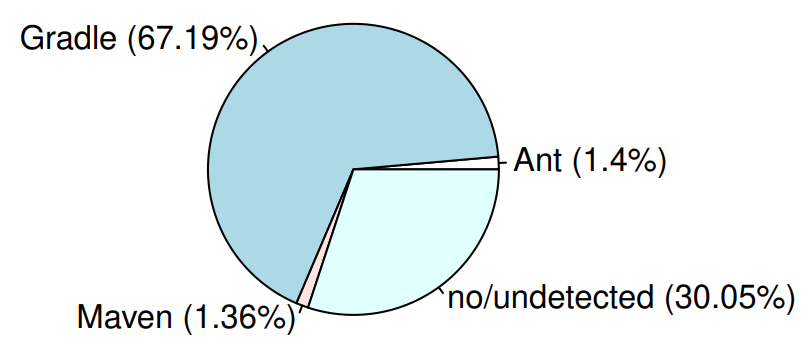 Gradle (67.19%)
Ant (1.4%)
no/undetected (30.05%)
Maven (1.36%)